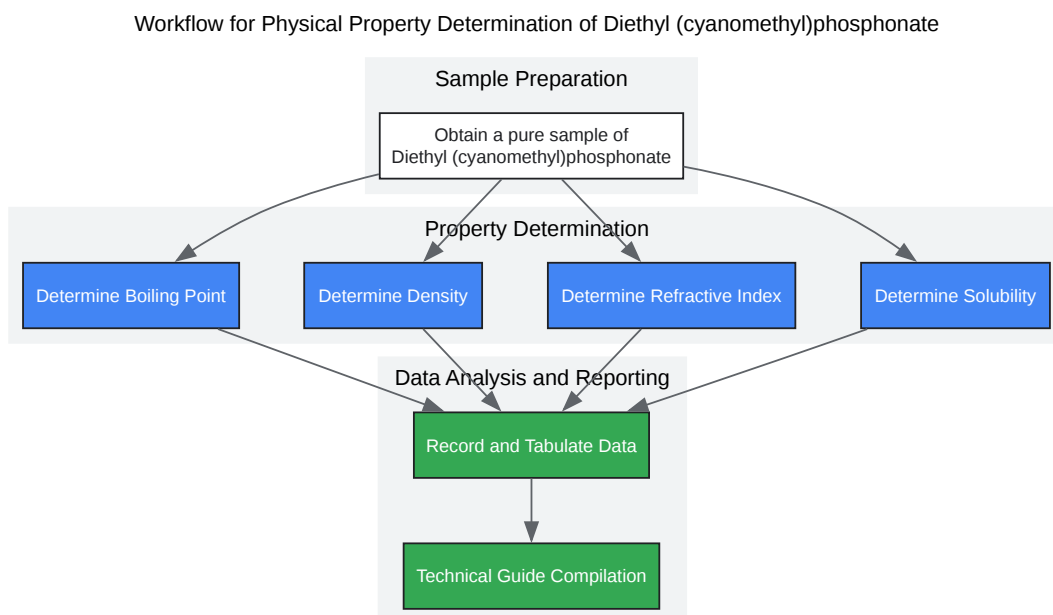 Workflow for Physical Property Determination of Diethyl (cyanomethyl)phosphonate
Sample Preparation
Obtain a pure sample of
Diethyl (cyanomethyl)phosphonate
Property Determination
Determine Boiling Point
Determine Density
Determine Refractive Index
Determine Solubility
Data Analysis and Reporting
Record and Tabulate Data
Technical Guide Compilation